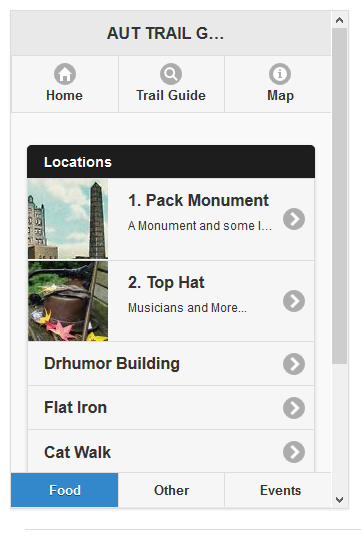 AUT TRAIL G...
Home Trail Guide Map
Locations
1. Pack Monument
A Monument and some l...
2. Top Hat
Musicians and More...
Drhumor Building
Flat Iron
Cat Walk
Food Other Events